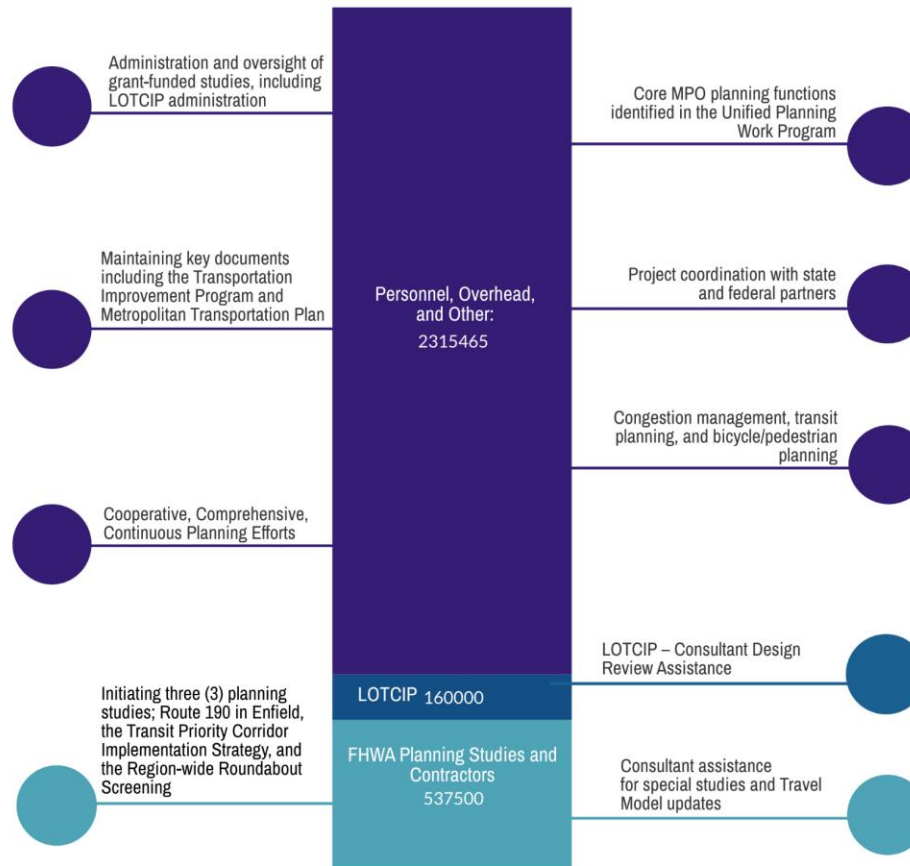 Administration and oversight of
grant-funded studies, including
LOTCIP administration
Core MPO planning functions
identified in the Unified Planning
Work Program
Maintaining key documents
including the Transportation
Improvement Program and
Metropolitan Transportation Plan
Personnel, Overhead,
and Other:
2315465
Project coordination with state
and federal partners
Congestion management, transit
planning, and bicycle/pedestrian
planning
Cooperative, Comprehensive,
Continuous Planning Efforts
LOTCIP – Consultant Design
Review Assistance
LOTCIP 160000
Initiating three (3) planning
studies; Route 190 in Enfield,
the Transit Priority Corridor
Implementation Strategy, and
the Region-wide Roundabout
Screening
FHWA Planning Studies and
Contractors
537500
Consultant assistance
for special studies and Travel
Model updates